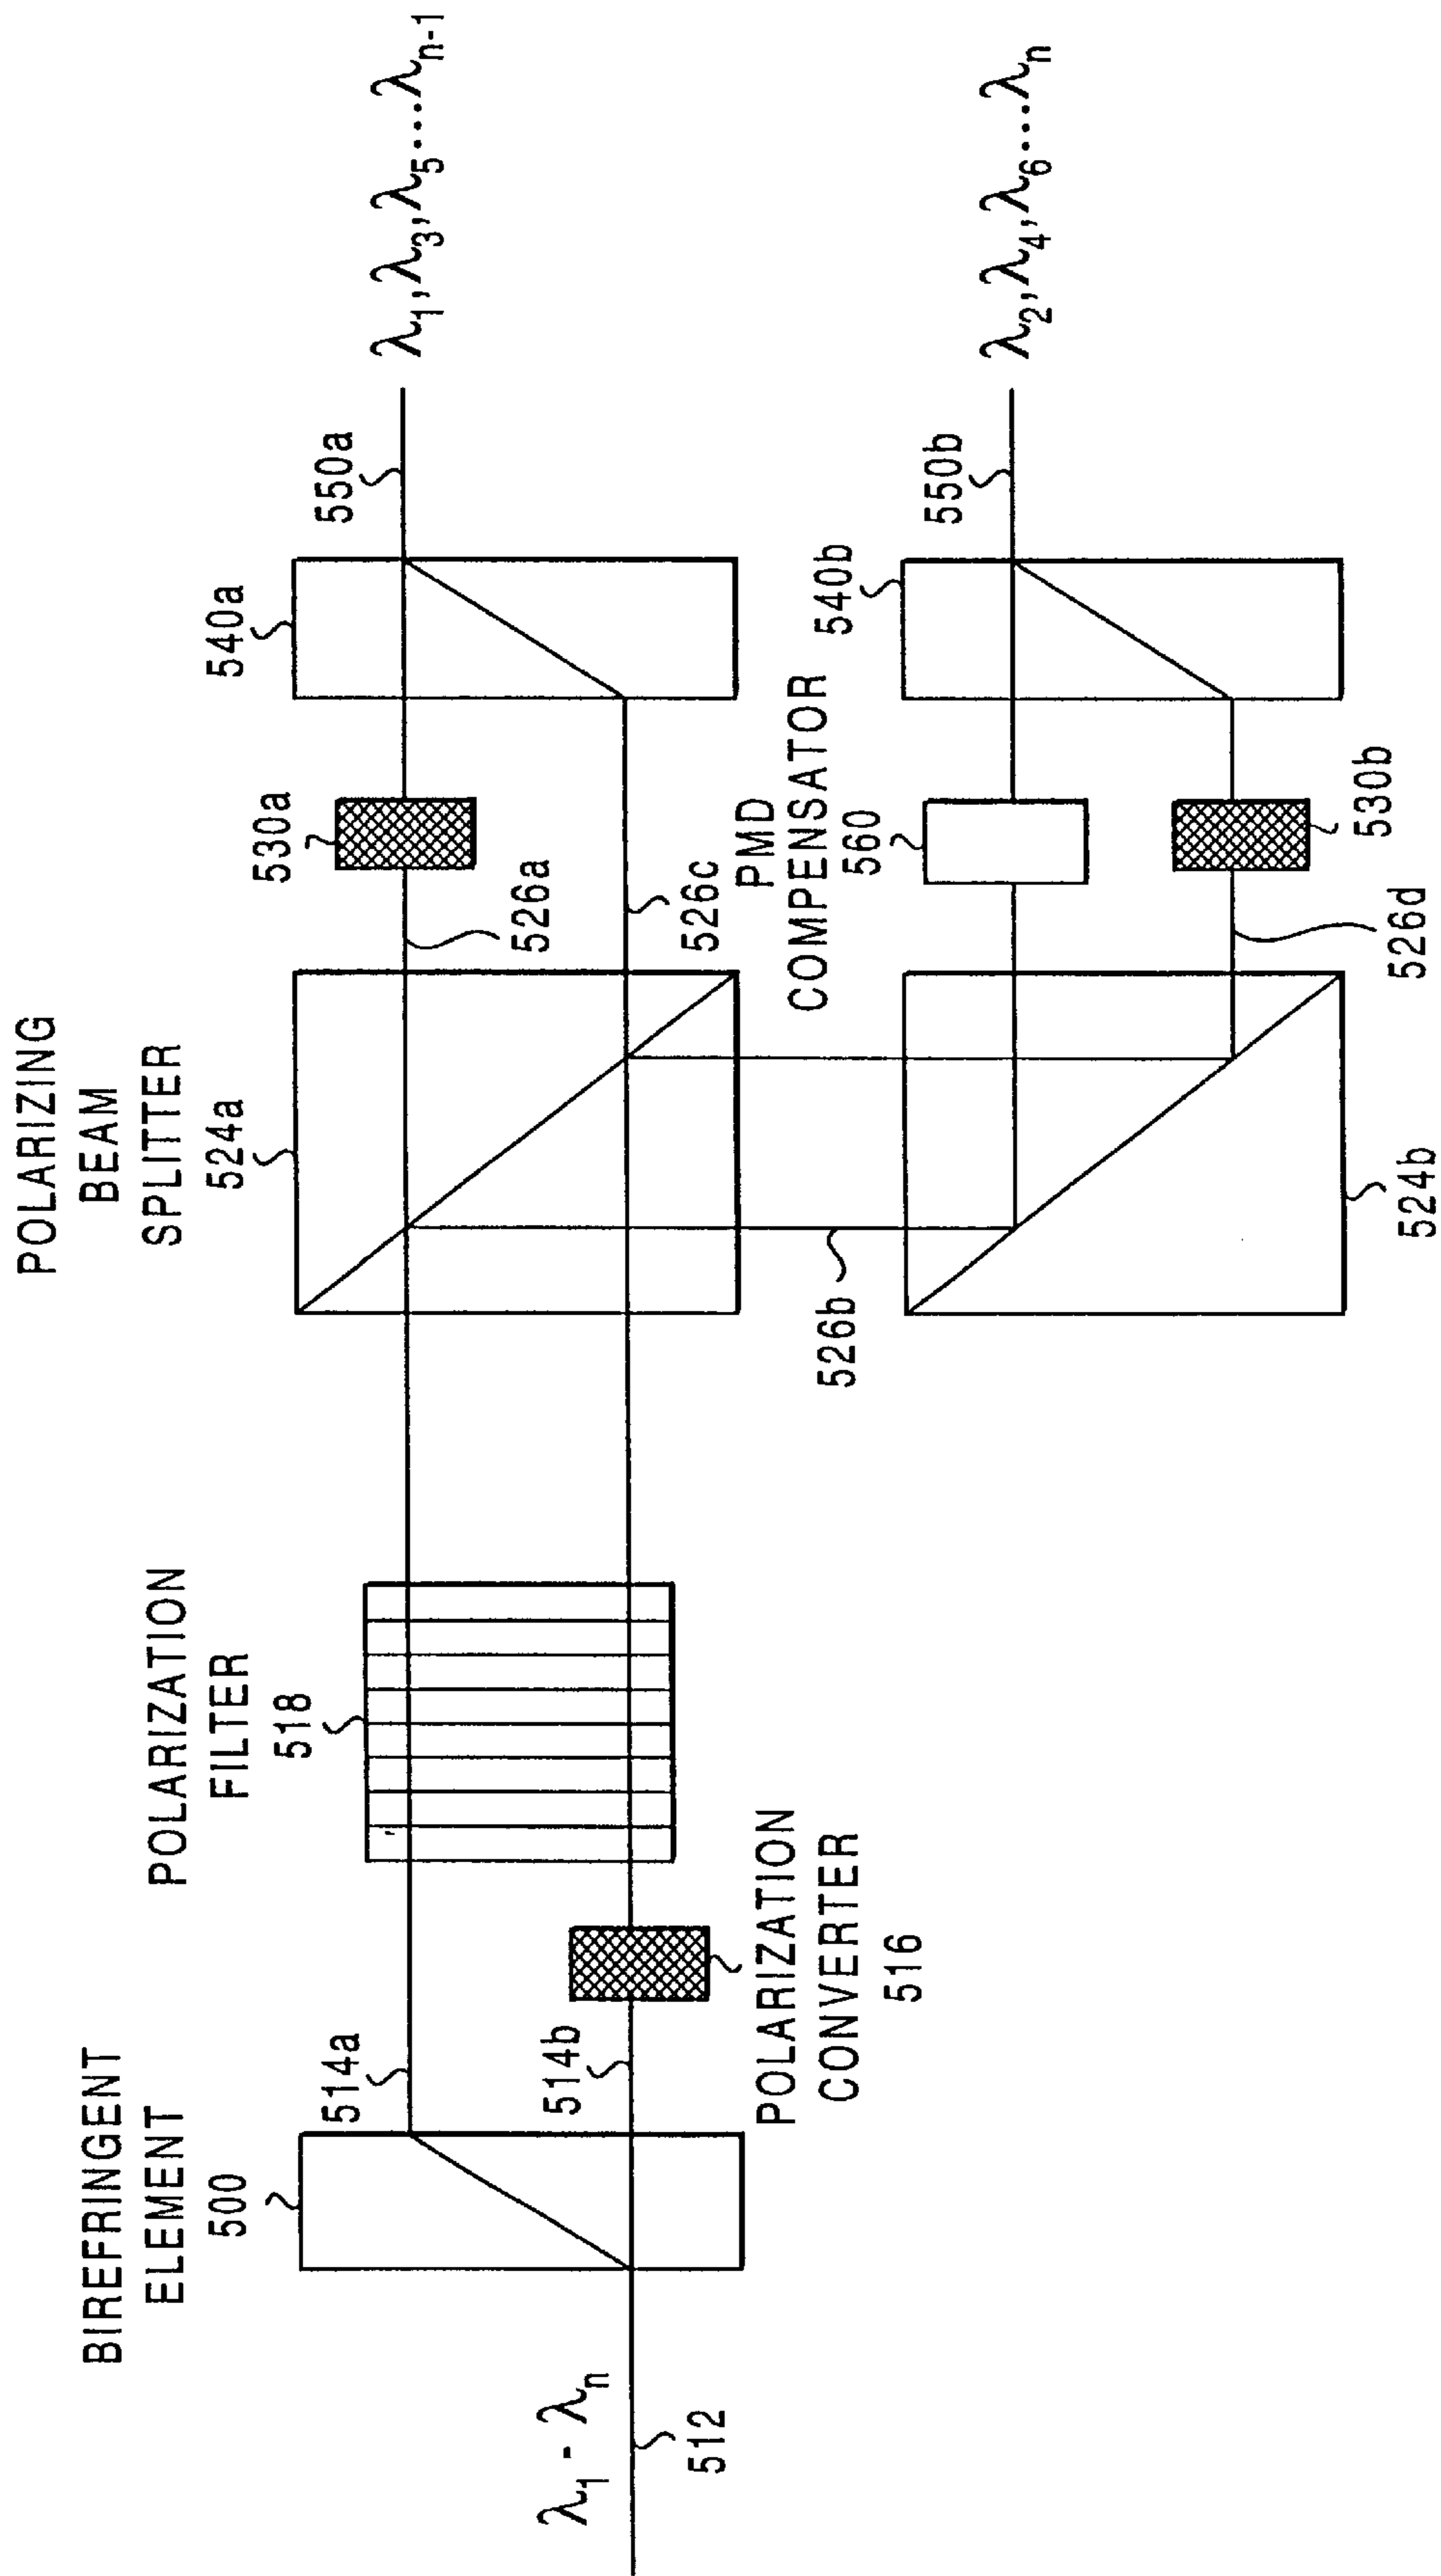 BIREFRINGENT
ELEMENT
500
λ1 - λn
512
514a
514b
POLARIZATION
CONVERTER
516
POLARIZATION
FILTER
518
POLARIZING
BEAM
SPLITTER
524a
526a
526c
526b
524b
526d
530a
PMD
COMPENSATOR
560
530b
540a
540b
550a
550b
λ1, λ3, λ5...λn-1
λ2, λ4, λ6...λn